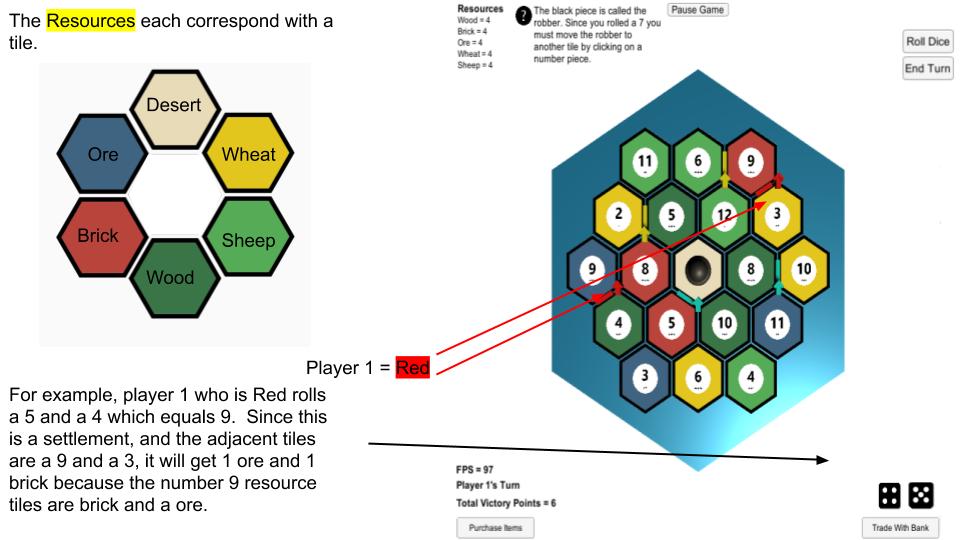 The Resources each correspond with a
tile.
Desert
Ore
Wheat
Brick
Sheep
Wood
Player 1 = Red
For example, player 1 who is Red rolls
a 5 and a 4 which equals 9.  Since this
is a settlement, and the adjacent tiles
are a 9 and a 3, it will get 1 ore and 1
brick because the number 9 resource
tiles are brick and a ore.
Resources
Wood = 4
Brick = 4
Ore = 4
Wheat = 4
Sheep = 4
?
The black piece is called the
robber. Since you rolled a 7 you
must move the robber to
another tile by clicking on a
number piece.
Pause Game
Roll Dice
End Turn
11 6 9
2 5 12 3
9 8 8 10
4 5 10 11
3 6 4
FPS = 97
Player 1's Turn
Total Victory Points = 6
Purchase Items
Trade With Bank